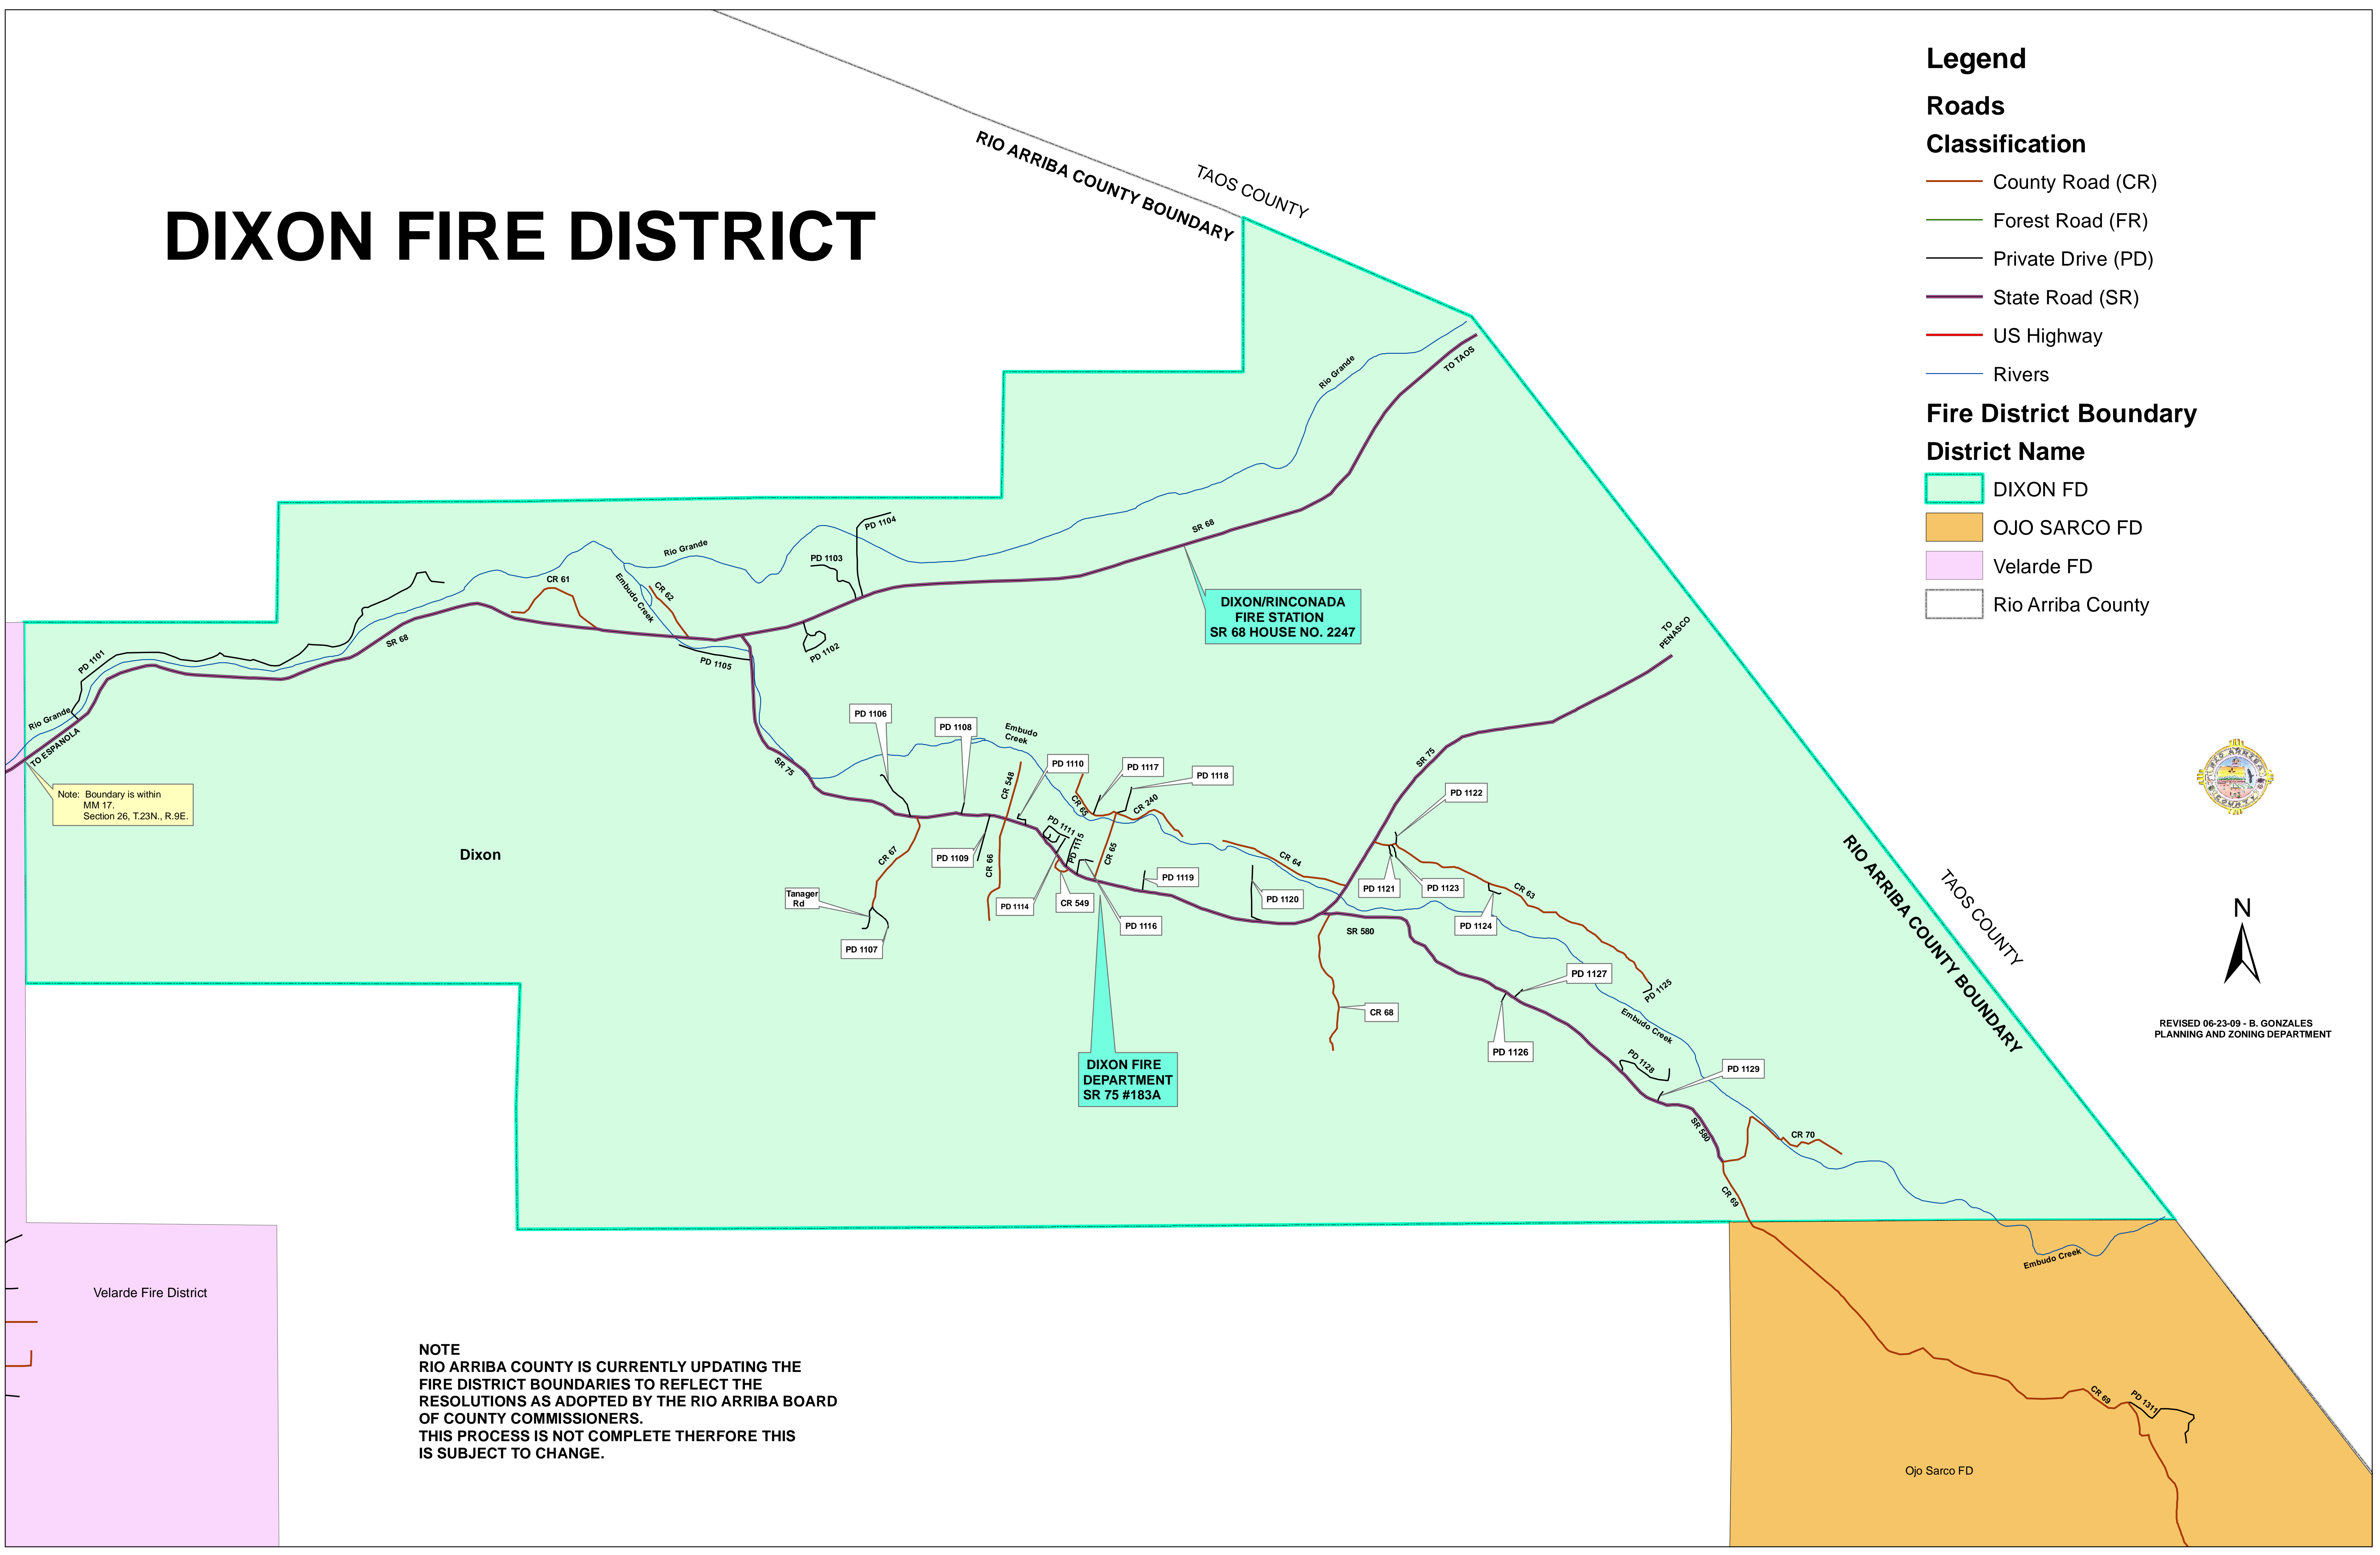 DIXON FIRE DISTRICT
RIO ARRIBA COUNTY BOUNDARY
TAOS COUNTY
Legend
Roads
Classification
County Road (CR)
Forest Road (FR)
Private Drive (PD)
State Road (SR)
US Highway
Rivers
Fire District Boundary
District Name
DIXON FD
OJO SARCO FD
Velarde FD
Rio Arriba County
Rio Grande
TO TAOS
SR 68
PD 1104
PD 1103
Rio Grande
CR 61
CR 62
Embudo Creek
PD 1102
PD 1105
DIXON/RINCONADA
FIRE STATION
SR 68 HOUSE NO. 2247
TO
PENASCO
SR 68
PD 1101
Rio Grande
TO ESPANOLA
Note: Boundary is within
MM 17.
Section 26, T.23N., R.9E.
Dixon
SR 75
PD 1106
PD 1108
Embudo
Creek
PD 1110
PD 1117
PD 1118
CR 548
CR 65
CR 240
PD 1111
PD 1115
CR 65
PD 1109
CR 66
CR 67
Tanager
Rd
PD 1107
PD 1114
CR 549
PD 1116
PD 1119
PD 1120
CR 64
SR 75
PD 1122
PD 1121
PD 1123
PD 1124
CR 63
SR 580
CR 68
PD 1125
PD 1127
PD 1126
Embudo Creek
PD 1128
PD 1129
SR 580
CR 70
CR 69
DIXON FIRE
DEPARTMENT
SR 75 #183A
RIO ARRIBA COUNTY BOUNDARY
TAOS COUNTY
N
REVISED 06-23-09 - B. GONZALES
PLANNING AND ZONING DEPARTMENT
Embudo Creek
Velarde Fire District
CR 69
PD 1311
Ojo Sarco FD
NOTE
RIO ARRIBA COUNTY IS CURRENTLY UPDATING THE
FIRE DISTRICT BOUNDARIES TO REFLECT THE
RESOLUTIONS AS ADOPTED BY THE RIO ARRIBA BOARD
OF COUNTY COMMISSIONERS.
THIS PROCESS IS NOT COMPLETE THERFORE THIS
IS SUBJECT TO CHANGE.